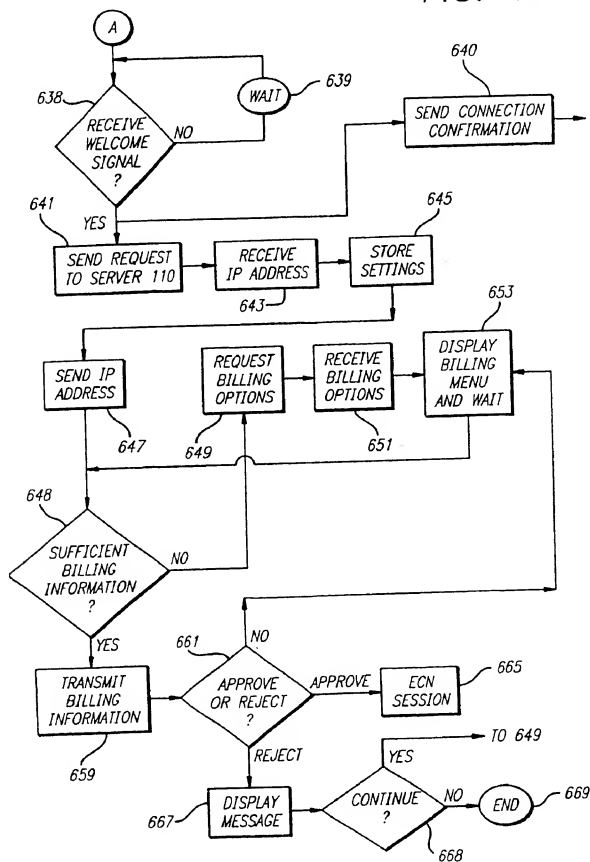 A
638
RECEIVE
WELCOME
SIGNAL
?
NO
WAIT
639
640
SEND CONNECTION
CONFIRMATION
YES
641
SEND REQUEST
TO SERVER 110
RECEIVE
IP ADDRESS
643
645
STORE
SETTINGS
SEND IP
ADDRESS
647
REQUEST
BILLING
OPTIONS
649
RECEIVE
BILLING
OPTIONS
651
653
DISPLAY
BILLING
MENU
AND WAIT
648
SUFFICIENT
BILLING
INFORMATION
?
NO
YES
TRANSMIT
BILLING
INFORMATION
659
661
NO
APPROVE
OR REJECT
?
APPROVE
ECN
SESSION
665
REJECT
667
DISPLAY
MESSAGE
YES
TO 649
CONTINUE
?
668
NO
END
669